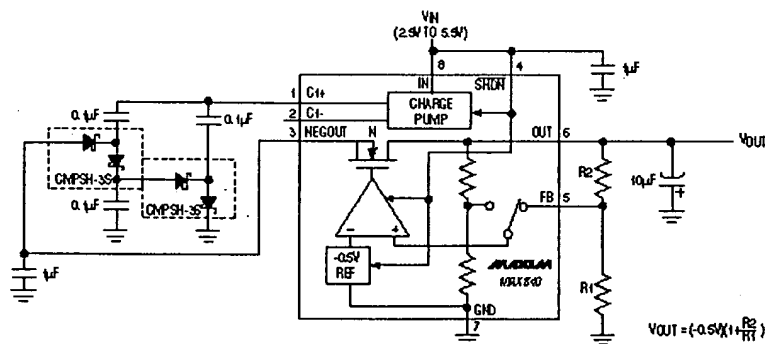 VIN
(2.5V TO 5.5V)
8
4
1µF
IN
SHDN
1
C1+
CHARGE
PUMP
2
C1-
0.1µF
0.1µF
3
NEGOUT
N
OUT
6
VOUT
R2
10µF
+
CMPSH-3S
CMPSH-3S
0.1µF
FB
5
-
+
-0.5V
REF
MAXIM
1µF
R1
GND
7
VOUT = (-0.5V)(1+R2/R1)